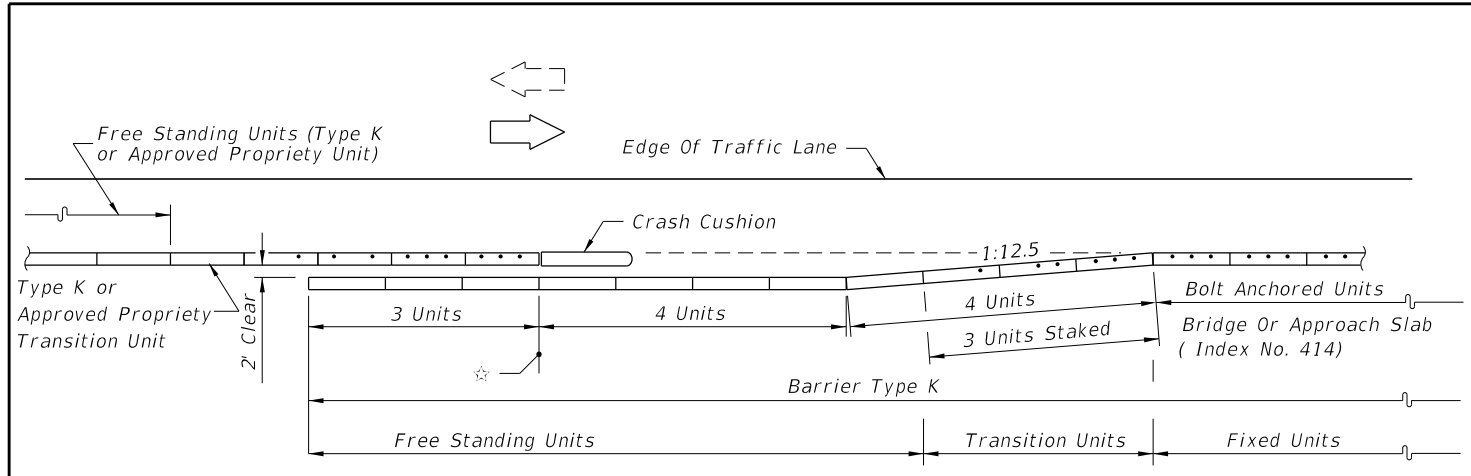 Free Standing Units (Type K
or Approved Propriety Unit)
Edge Of Traffic Lane
Crash Cushion
1:12.5
Type K or
Approved Propriety
Transition Unit
2' Clear
3 Units
4 Units
4 Units
3 Units Staked
Bolt Anchored Units
Bridge Or Approach Slab
( Index No. 414)
Barrier Type K
Free Standing Units
Transition Units
Fixed Units